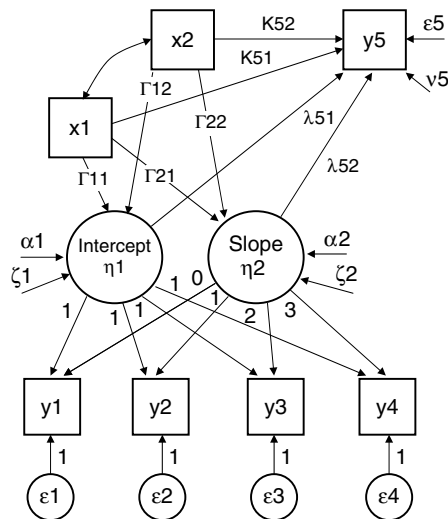 x2 K52 y5 ε5
K51 ν5
Γ12
x1 Γ22 λ51
Γ11 Γ21 λ52
α1 Intercept Slope α2
ζ1 η1 η2 ζ2
1 1 1 1 0 1 2 3
y1 y2 y3 y4
1 1 1 1
ε1 ε2 ε3 ε4